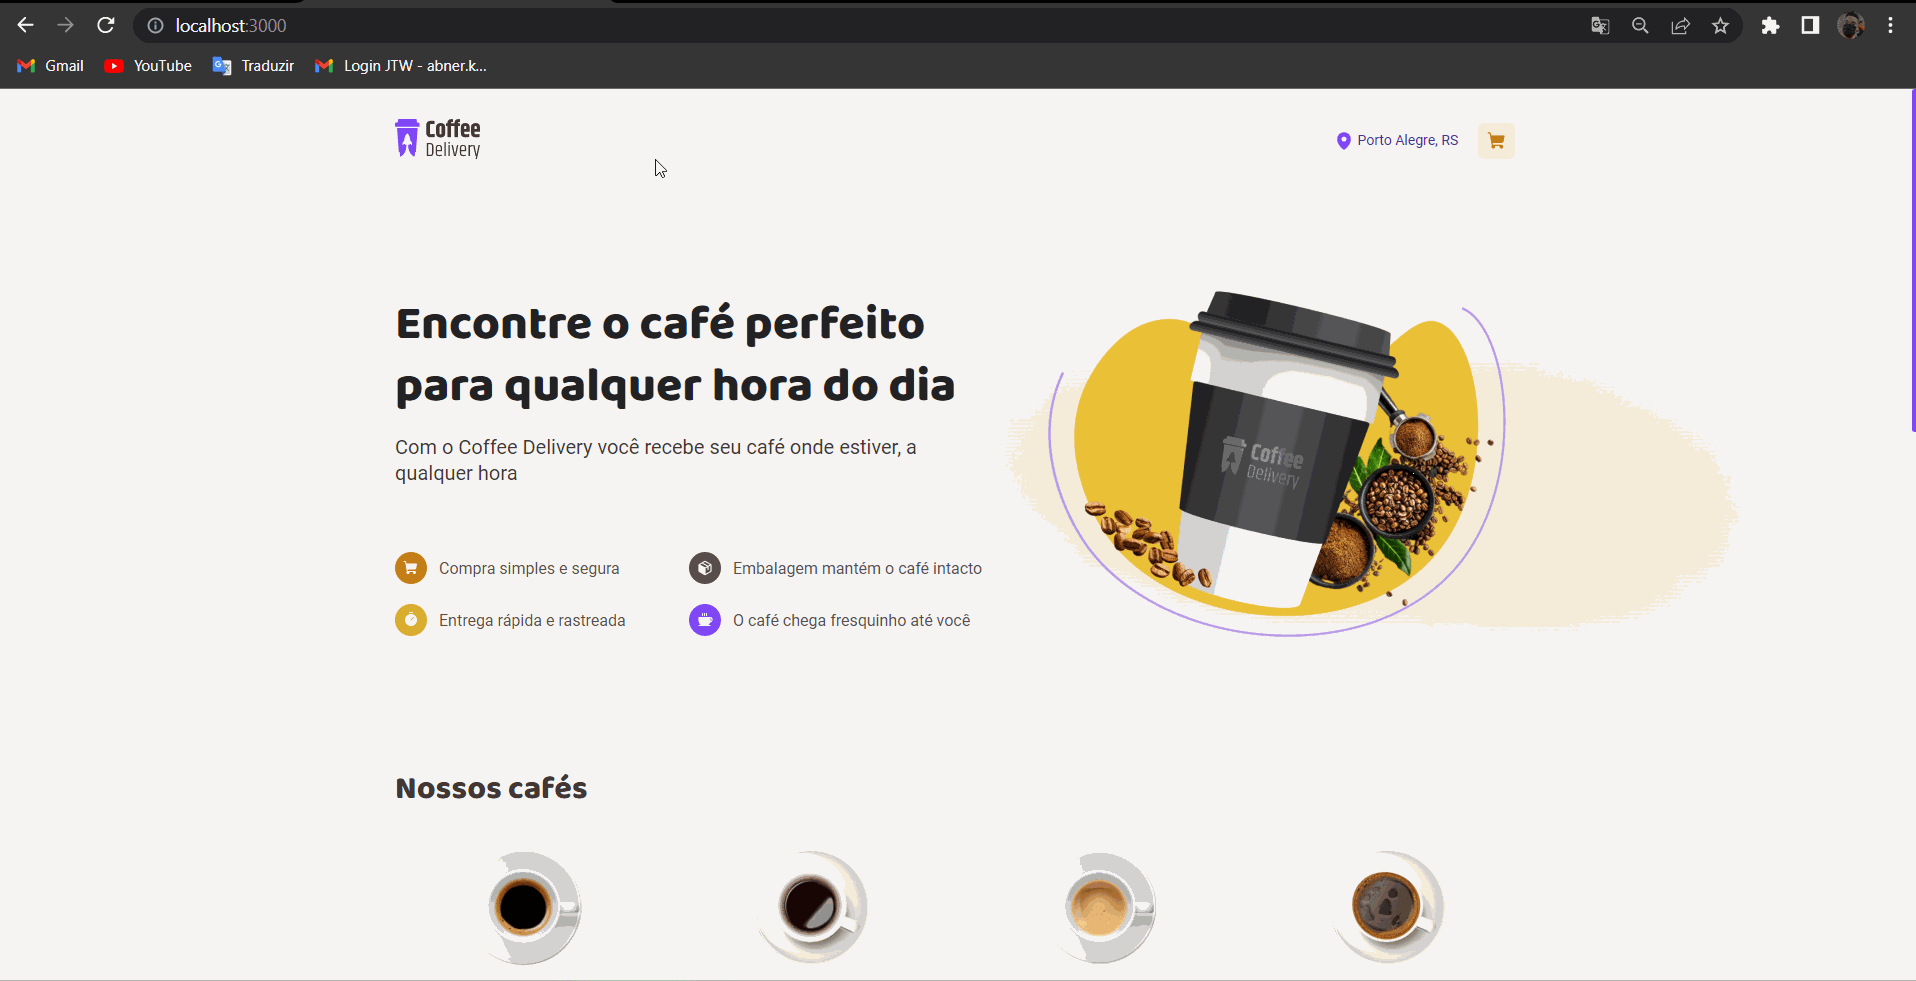 localhost:3000
Gmail
YouTube
Traduzir
Login JTW - abner.k...
Coffee
Delivery
Porto Alegre, RS
Encontre o café perfeito
para qualquer hora do dia
Com o Coffee Delivery você recebe seu café onde estiver, a
qualquer hora
Compra simples e segura
Embalagem mantém o café intacto
Entrega rápida e rastreada
O café chega fresquinho até você
Coffee
Delivery
Nossos cafés